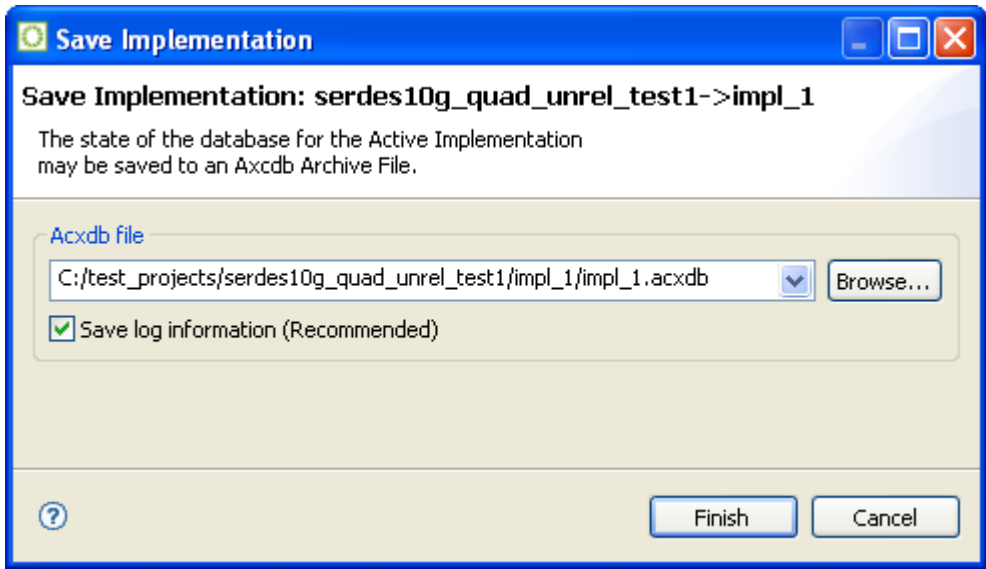 Save Implementation
Save Implementation: serdes10g_quad_unrel_test1->impl_1
The state of the database for the Active Implementation
may be saved to an Axcdb Archive File.
Acxdb file
C:/test_projects/serdes10g_quad_unrel_test1/impl_1/impl_1.acxdb
Browse...
Save log information (Recommended)
?
Finish
Cancel